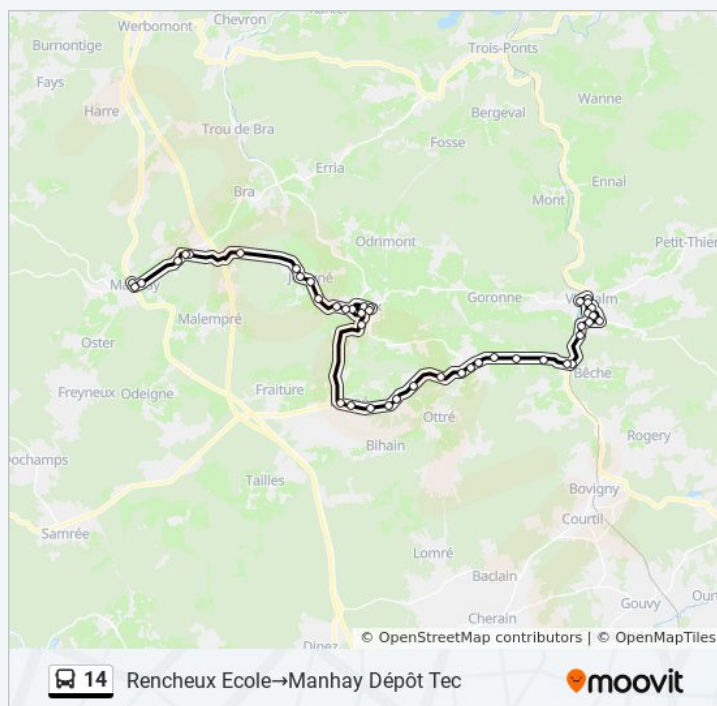 Werbomont
Chevron
Trois-Ponts
Burnontige
Fays
Harre
Wanne
Bergeval
Trou de Bra
Fosse
Erria
Ennal
Bra
Mont
Odrimont
Petit-Thier
Goronne
Malempré
Oster
Bêche
Freyneux
Odeigne
Fraiture
Ottré
Bihain
Rogery
Dochamps
Tailles
Bovigny
Samrée
Courtil
Lomré
Baclain
Gouvy
Cherain
© OpenStreetMap contributors | © OpenMapTiles
14 Rencheux Ecole→Manhay Dépôt Tec
moovit